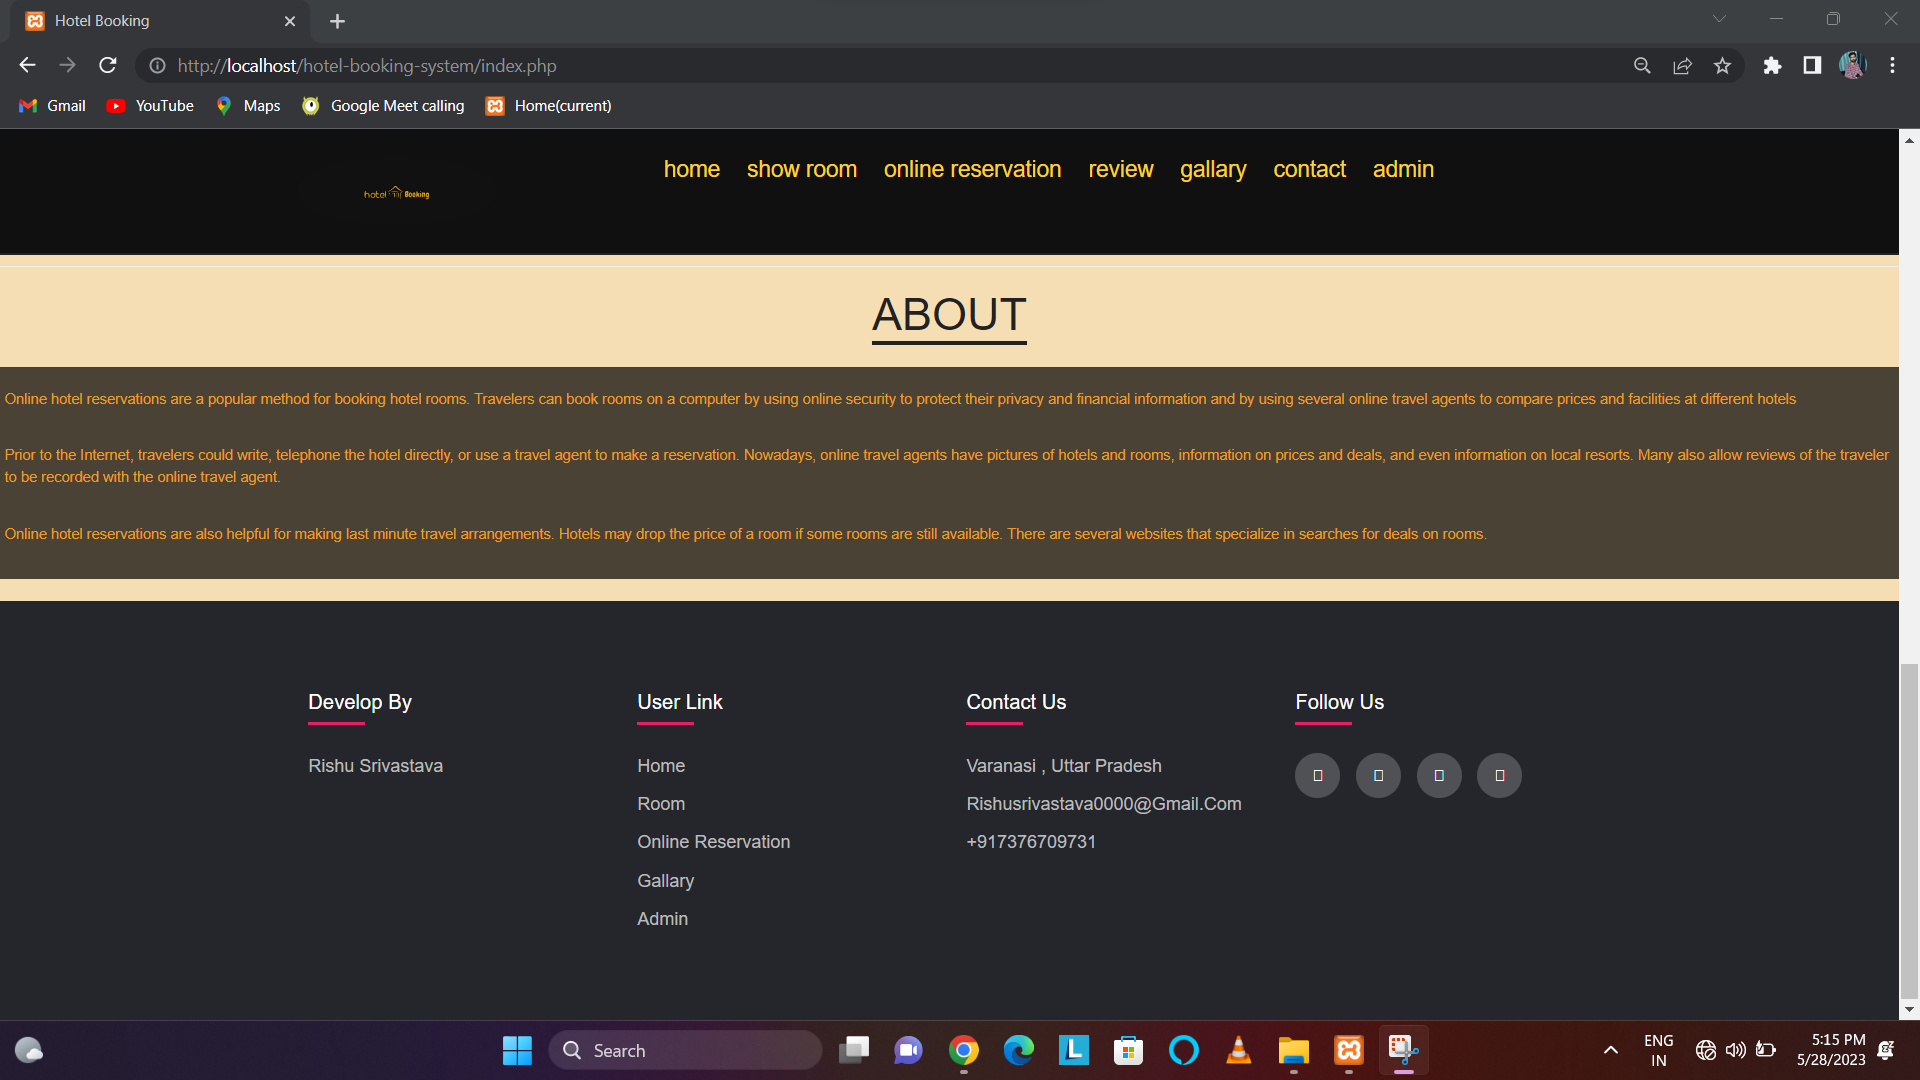 Hotel Booking
http://localhost/hotel-booking-system/index.php
Gmail YouTube Maps Google Meet calling Home(current)
hotel Booking
home show room online reservation review gallary contact admin
ABOUT
Online hotel reservations are a popular method for booking hotel rooms. Travelers can book rooms on a computer by using online security to protect their privacy and financial information and by using several online travel agents to compare prices and facilities at different hotels
Prior to the Internet, travelers could write, telephone the hotel directly, or use a travel agent to make a reservation. Nowadays, online travel agents have pictures of hotels and rooms, information on prices and deals, and even information on local resorts. Many also allow reviews of the traveler
to be recorded with the online travel agent.
Online hotel reservations are also helpful for making last minute travel arrangements. Hotels may drop the price of a room if some rooms are still available. There are several websites that specialize in searches for deals on rooms.
Develop By
Rishu Srivastava
User Link
Home
Room
Online Reservation
Gallary
Admin
Contact Us
Varanasi , Uttar Pradesh
Rishusrivastava0000@Gmail.Com
+917376709731
Follow Us
Search
L
ENG
IN
5:15 PM
5/28/2023